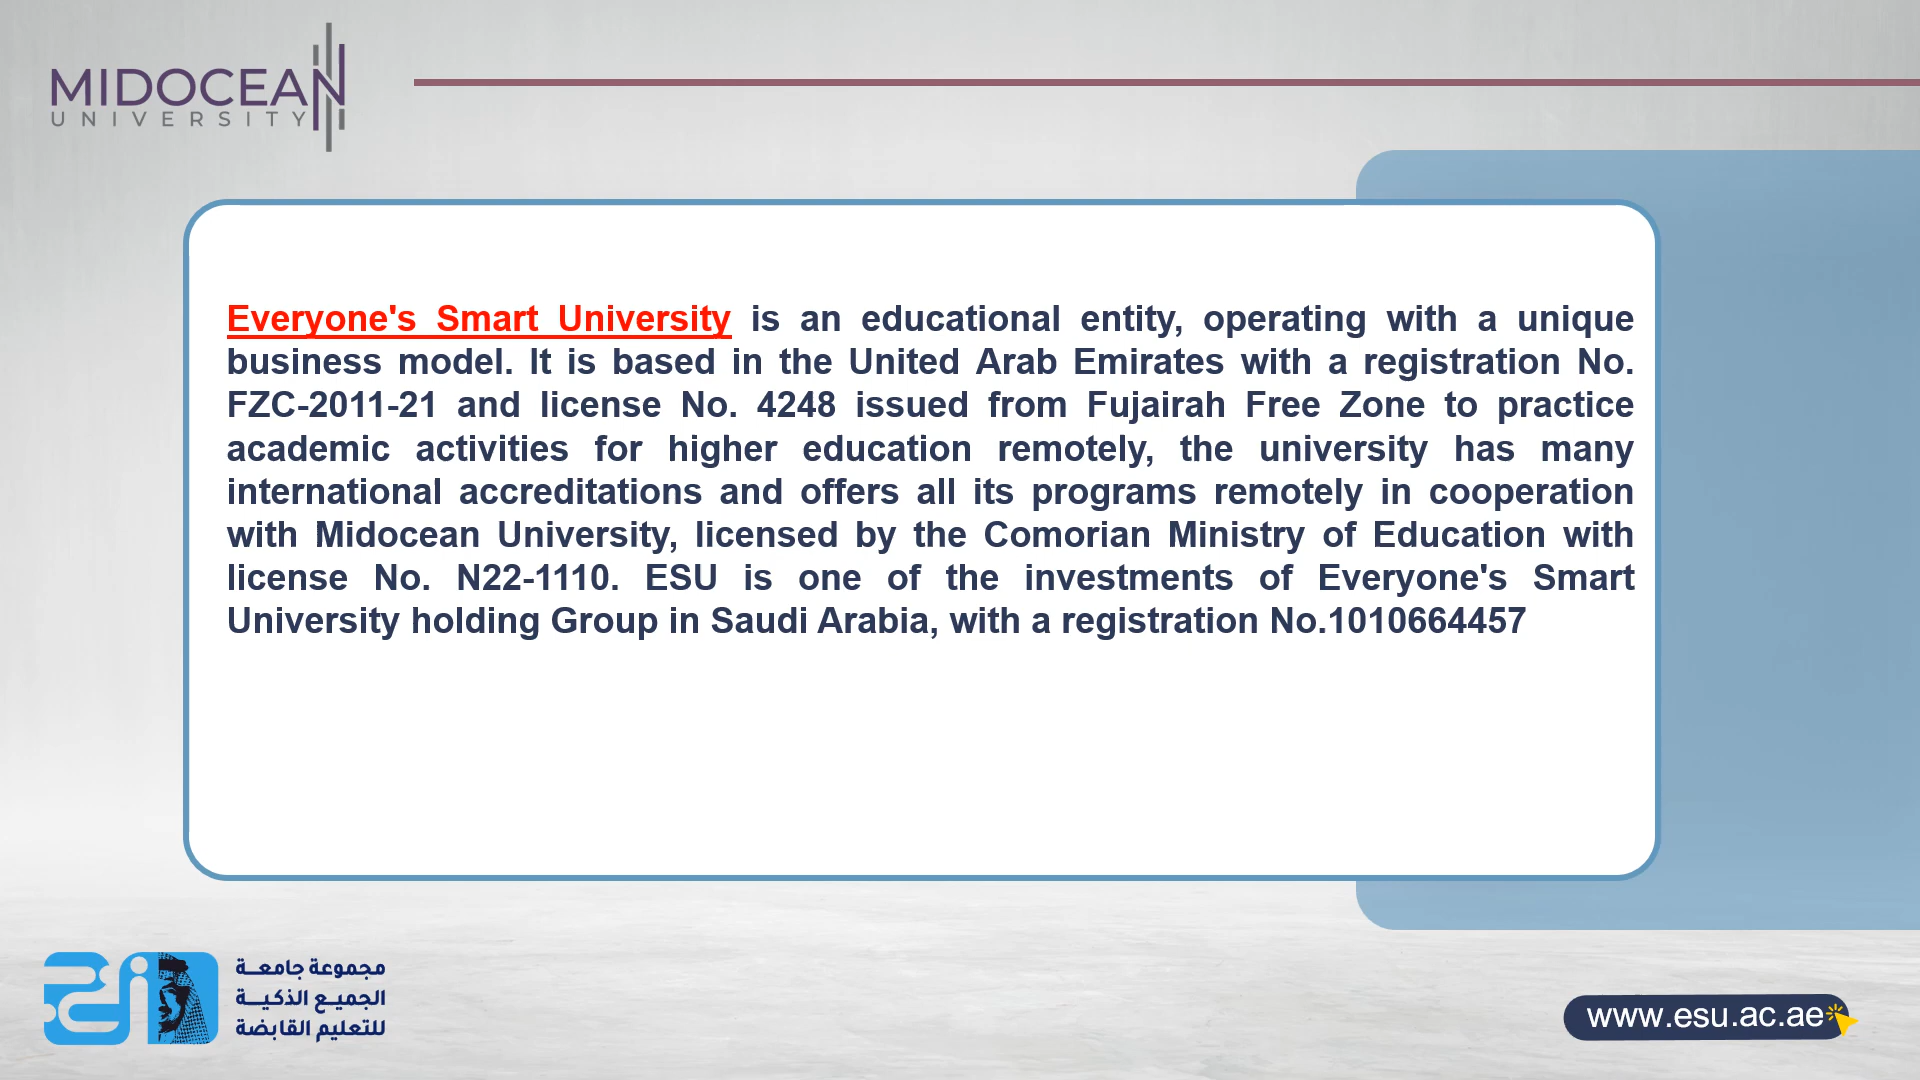 MIDOCEAN
UNIVERSITY
Everyone's Smart University is an educational entity, operating with a unique
business model. It is based in the United Arab Emirates with a registration No.
FZC-2011-21 and license No. 4248 issued from Fujairah Free Zone to practice
academic activities for higher education remotely, the university has many
international accreditations and offers all its programs remotely in cooperation
with Midocean University, licensed by the Comorian Ministry of Education with
license No. N22-1110. ESU is one of the investments of Everyone's Smart
University holding Group in Saudi Arabia, with a registration No.1010664457
مجموعة جامعـــة
الجميـــع الذكيـــة
للتعليم القابضة
www.esu.ac.ae